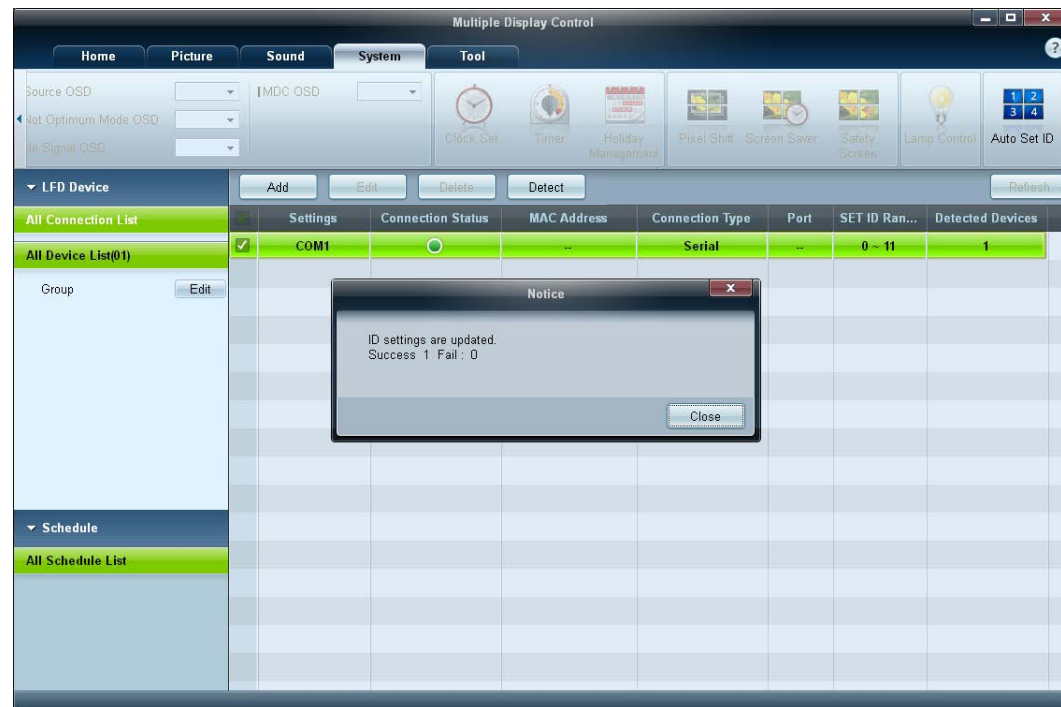 Multiple Display Control
Home Picture Sound System Tool
?
Source OSD
MDC OSD
Not Optimum Mode OSD
No Signal OSD
Clock Set
Timer
Holiday
Management
Pixel Shift
Screen Saver
Safety
Screen
Lamp Control
1 2
3 4
Auto Set ID
LFD Device
Add Edit Delete Detect Refresh
All Connection List
Settings Connection Status MAC Address Connection Type Port SET ID Ran... Detected Devices
All Device List(01)
COM1 -- Serial -- 0 ~ 11 1
Group Edit
Notice
ID settings are updated.
Success 1 Fail : 0
Close
Schedule
All Schedule List